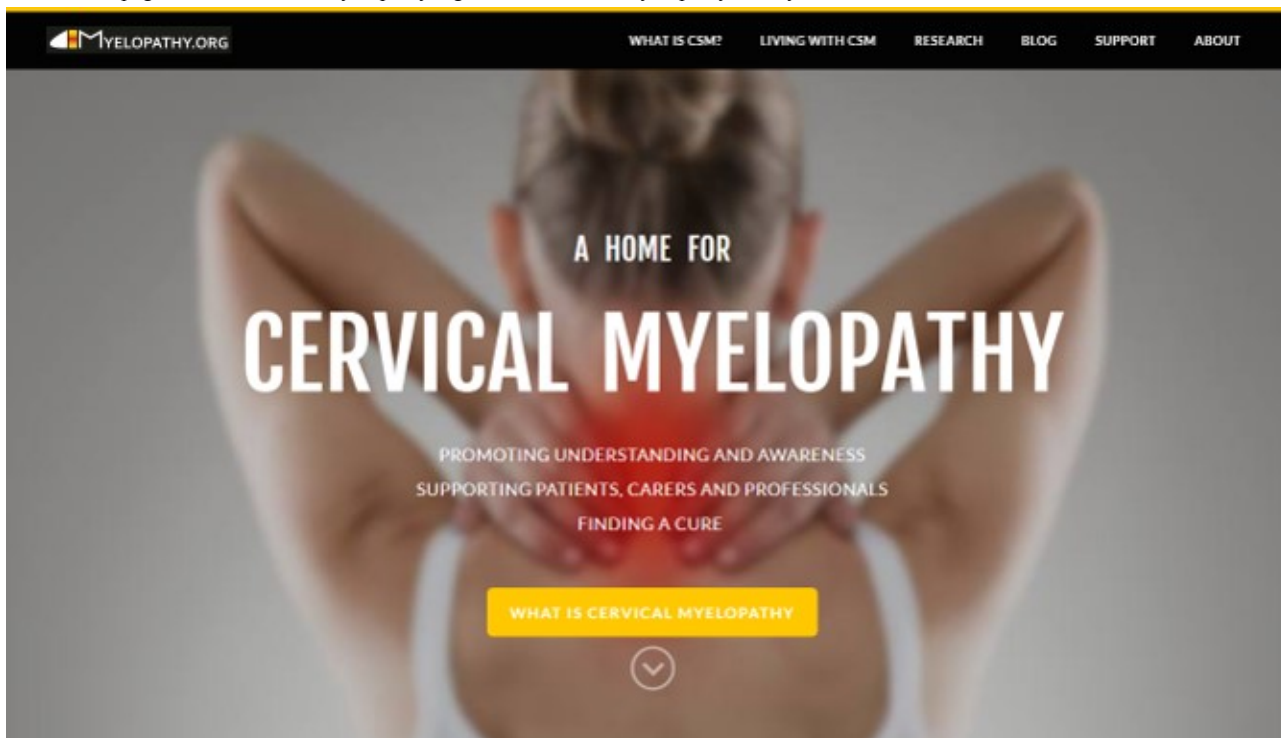 MYELOPATHY.ORG
WHAT IS CSM? LIVING WITH CSM RESEARCH BLOG SUPPORT ABOUT
A HOME FOR
CERVICAL MYELOPATHY
PROMOTING UNDERSTANDING AND AWARENESS
SUPPORTING PATIENTS, CARERS AND PROFESSIONALS
FINDING A CURE
WHAT IS CERVICAL MYELOPATHY